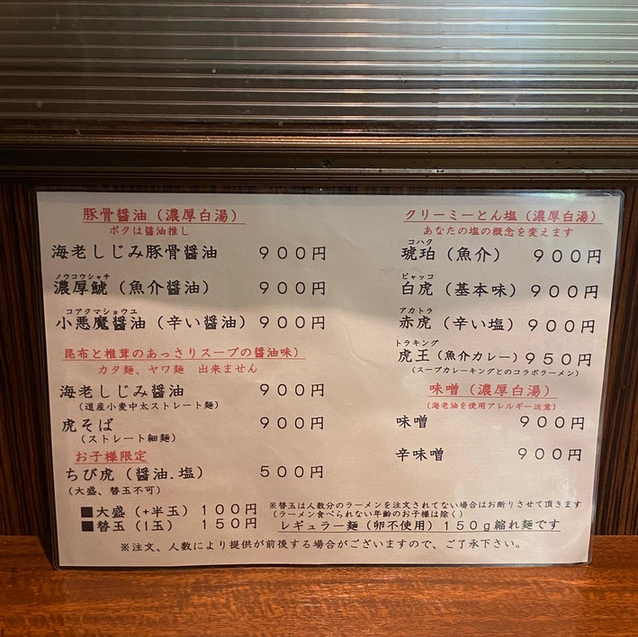 豚骨醤油（濃厚白湯）
ボクは醤油推し
海老しじみ豚骨醤油　９００円
ノウコウシャチ
濃厚鯱（魚介醤油）　９００円
コアクマショウユ
小悪魔醤油（辛い醤油）　９００円
昆布と椎茸のあっさりスープの醤油味）
カタ麺、ヤワ麺　出来ません
海老しじみ醤油　９００円
（道産小麦中太ストレート麺）
虎そば　９００円
（ストレート細麺）
お子様限定
ちび虎（醤油.塩）　５００円
（大盛、替玉不可）
■大盛（+半玉）　１００円
■替玉（1玉）　１５０円
クリーミーとん塩（濃厚白湯）
あなたの塩の概念を変えます
コハク
琥珀（魚介）　９００円
ビャッコ
白虎（基本味）　９００円
アカトラ
赤虎（辛い塩）　９００円
トラキング
虎王（魚介カレー）　９５０円
（スープカレーキングとのコラボラーメン）
味噌（濃厚白湯）
（海老油を使用アレルギー注意）
味噌　９００円
辛味噌　９００円
※替玉は人数分のラーメンを注文されてない場合はお断りさせて頂きます
（ラーメン食べられない年齢のお子様は除く）
レギュラー麺（卵不使用）１５０ｇ縮れ麺です
※注文、人数により提供が前後する場合がございますので、ご了承下さい。